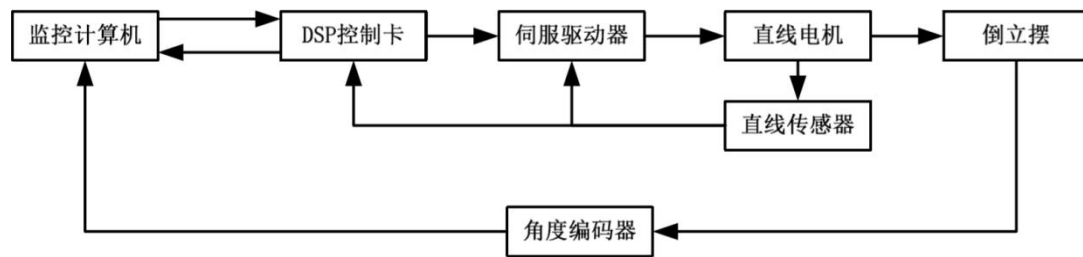 监控计算机
DSP控制卡
伺服驱动器
直线电机
倒立摆
直线传感器
角度编码器